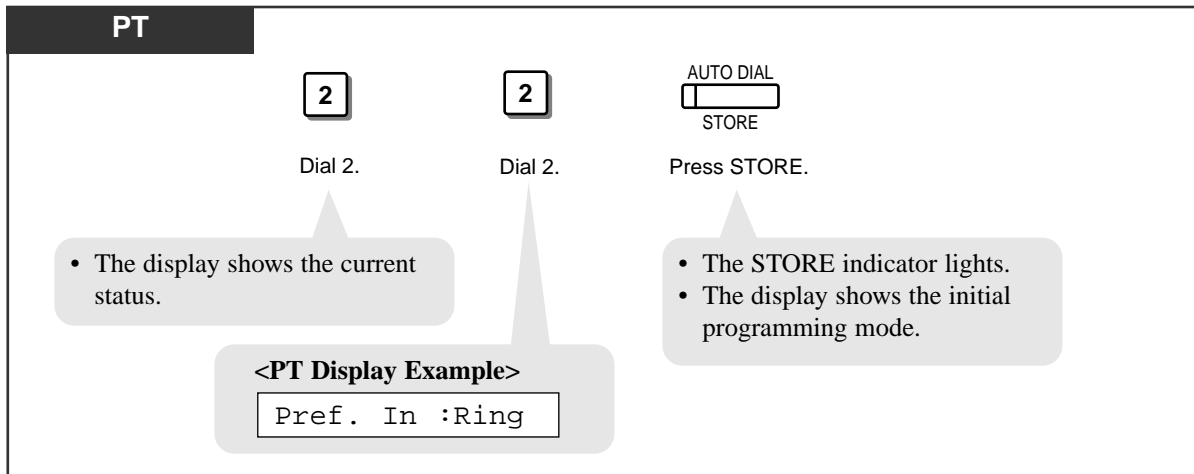 PT
2
2
AUTO DIAL
STORE
Dial 2.
Dial 2.
Press STORE.
• The display shows the current
status.
• The STORE indicator lights.
• The display shows the initial
programming mode.
<PT Display Example>
Pref. In :Ring